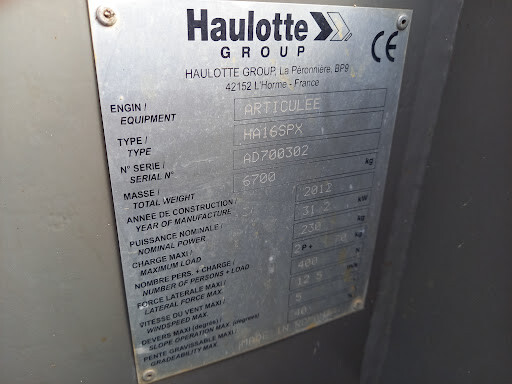 Haulotte
GROUP
CE
HAULOTTE GROUP, La Péronnière, BP9
42152 L'Horme - France
ENGIN / EQUIPMENT ARTICULEE
TYPE / TYPE HA16SPX
N° SERIE / SERIAL N° AD700302
MASSE / TOTAL WEIGHT 6700 kg
ANNEE DE CONSTRUCTION / YEAR OF MANUFACTURE
PUISSANCE NOMINALE / NOMINAL POWER 31.2 kW
CHARGE MAXI / MAXIMUM LOAD 230 kg
NOMBRE PERS. + CHARGE / NUMBER OF PERSONS + LOAD 2P+ kg
FORCE LATERALE MAXI / LATERAL FORCE MAX. 400 N
VITESSE DU VENT MAXI / WINDSPEED MAX. 12.5
DEVERS MAXI (degrés) / SLOPE OPERATION MAX. (degrees) 5
PENTE GRAVISSABLE MAXI / GRADEABILITY MAX. 40
MADE IN